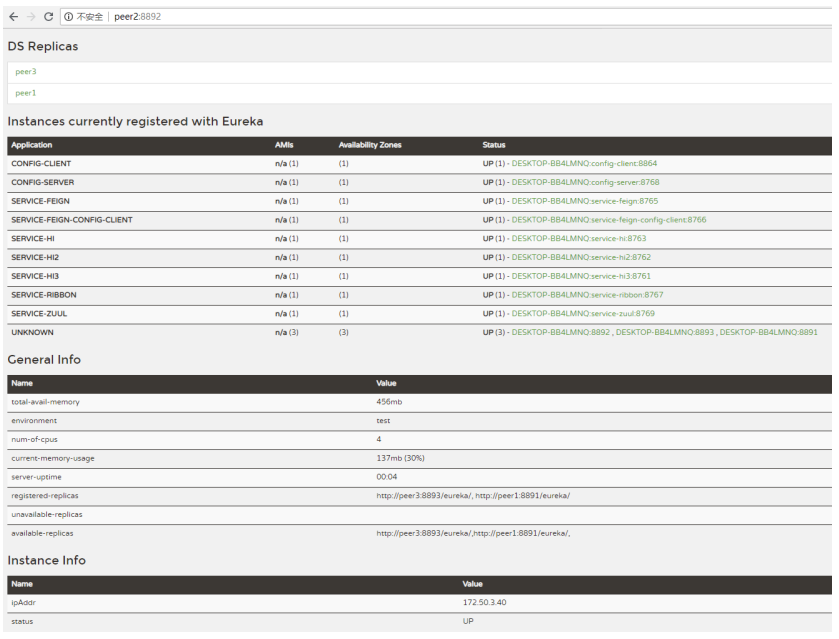 不安全 | peer2:8892
DS Replicas
peer3
peer1
Instances currently registered with Eureka
Application AMIs Availability Zones Status
CONFIG-CLIENT n/a (1) (1) UP (1) - DESKTOP-BB4LMNQ:config-client:8864
CONFIG-SERVER n/a (1) (1) UP (1) - DESKTOP-BB4LMNQ:config-server:8768
SERVICE-FEIGN n/a (1) (1) UP (1) - DESKTOP-BB4LMNQ:service-feign:8765
SERVICE-FEIGN-CONFIG-CLIENT n/a (1) (1) UP (1) - DESKTOP-BB4LMNQ:service-feign-config-client:8766
SERVICE-HI n/a (1) (1) UP (1) - DESKTOP-BB4LMNQ:service-hi:8763
SERVICE-HI2 n/a (1) (1) UP (1) - DESKTOP-BB4LMNQ:service-hi2:8762
SERVICE-HI3 n/a (1) (1) UP (1) - DESKTOP-BB4LMNQ:service-hi3:8761
SERVICE-RIBBON n/a (1) (1) UP (1) - DESKTOP-BB4LMNQ:service-ribbon:8767
SERVICE-ZUUL n/a (1) (1) UP (1) - DESKTOP-BB4LMNQ:service-zuul:8769
UNKNOWN n/a (3) (3) UP (3) - DESKTOP-BB4LMNQ:8892 , DESKTOP-BB4LMNQ:8893 , DESKTOP-BB4LMNQ:8891
General Info
Name Value
total-avail-memory 456mb
environment test
num-of-cpus 4
current-memory-usage 137mb (30%)
server-uptime 00:04
registered-replicas http://peer3:8893/eureka/, http://peer1:8891/eureka/
unavailable-replicas
available-replicas http://peer3:8893/eureka/,http://peer1:8891/eureka/,
Instance Info
Name Value
ipAddr 172.50.3.40
status UP